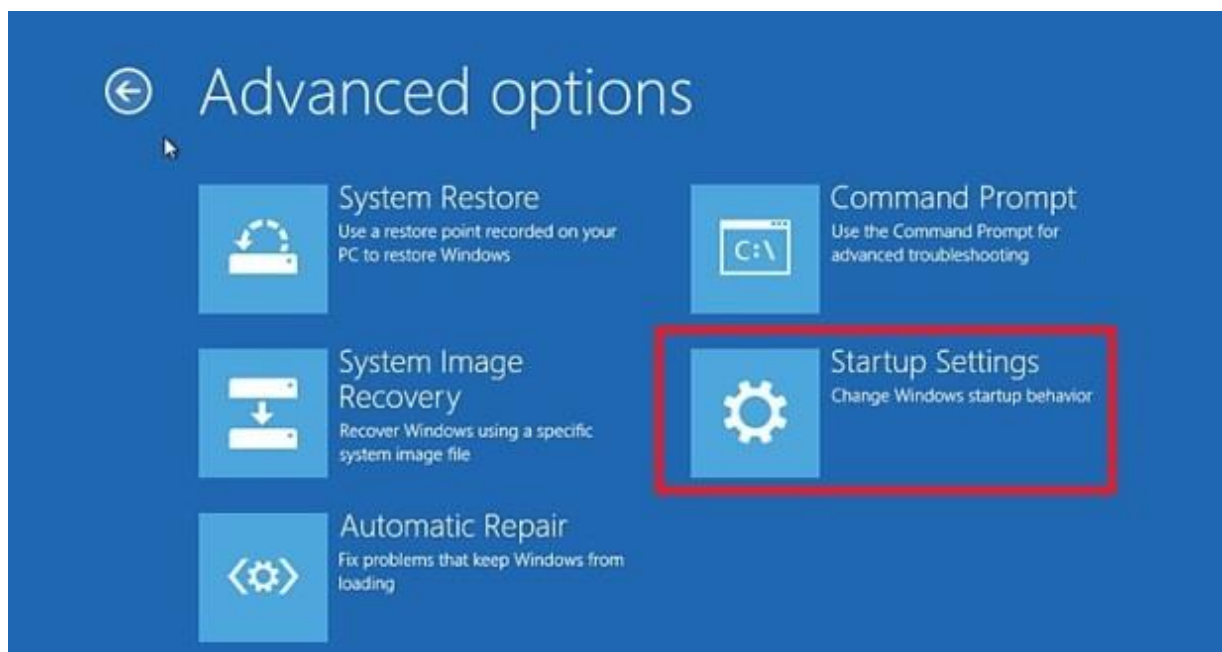 Advanced options
System Restore
Use a restore point recorded on your
PC to restore Windows
Command Prompt
Use the Command Prompt for
advanced troubleshooting
C:\
System Image
Recovery
Recover Windows using a specific
system image file
Startup Settings
Change Windows startup behavior
Automatic Repair
Fix problems that keep Windows from
loading